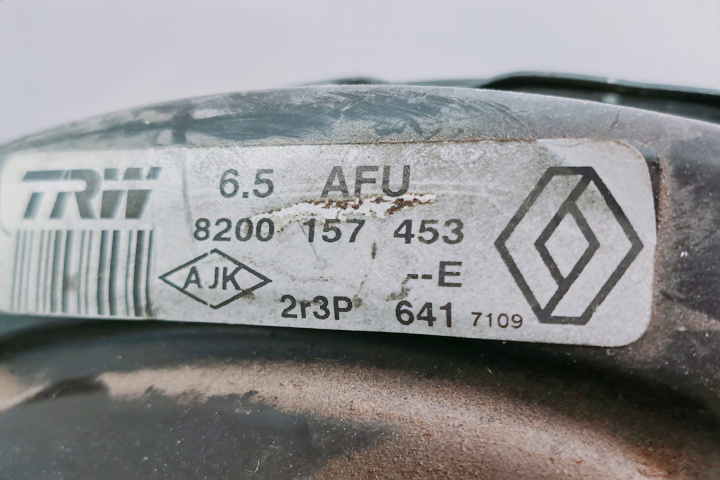 TRW 6.5 AFU
8200 157 453
AJK --E
2r3P 641 7109